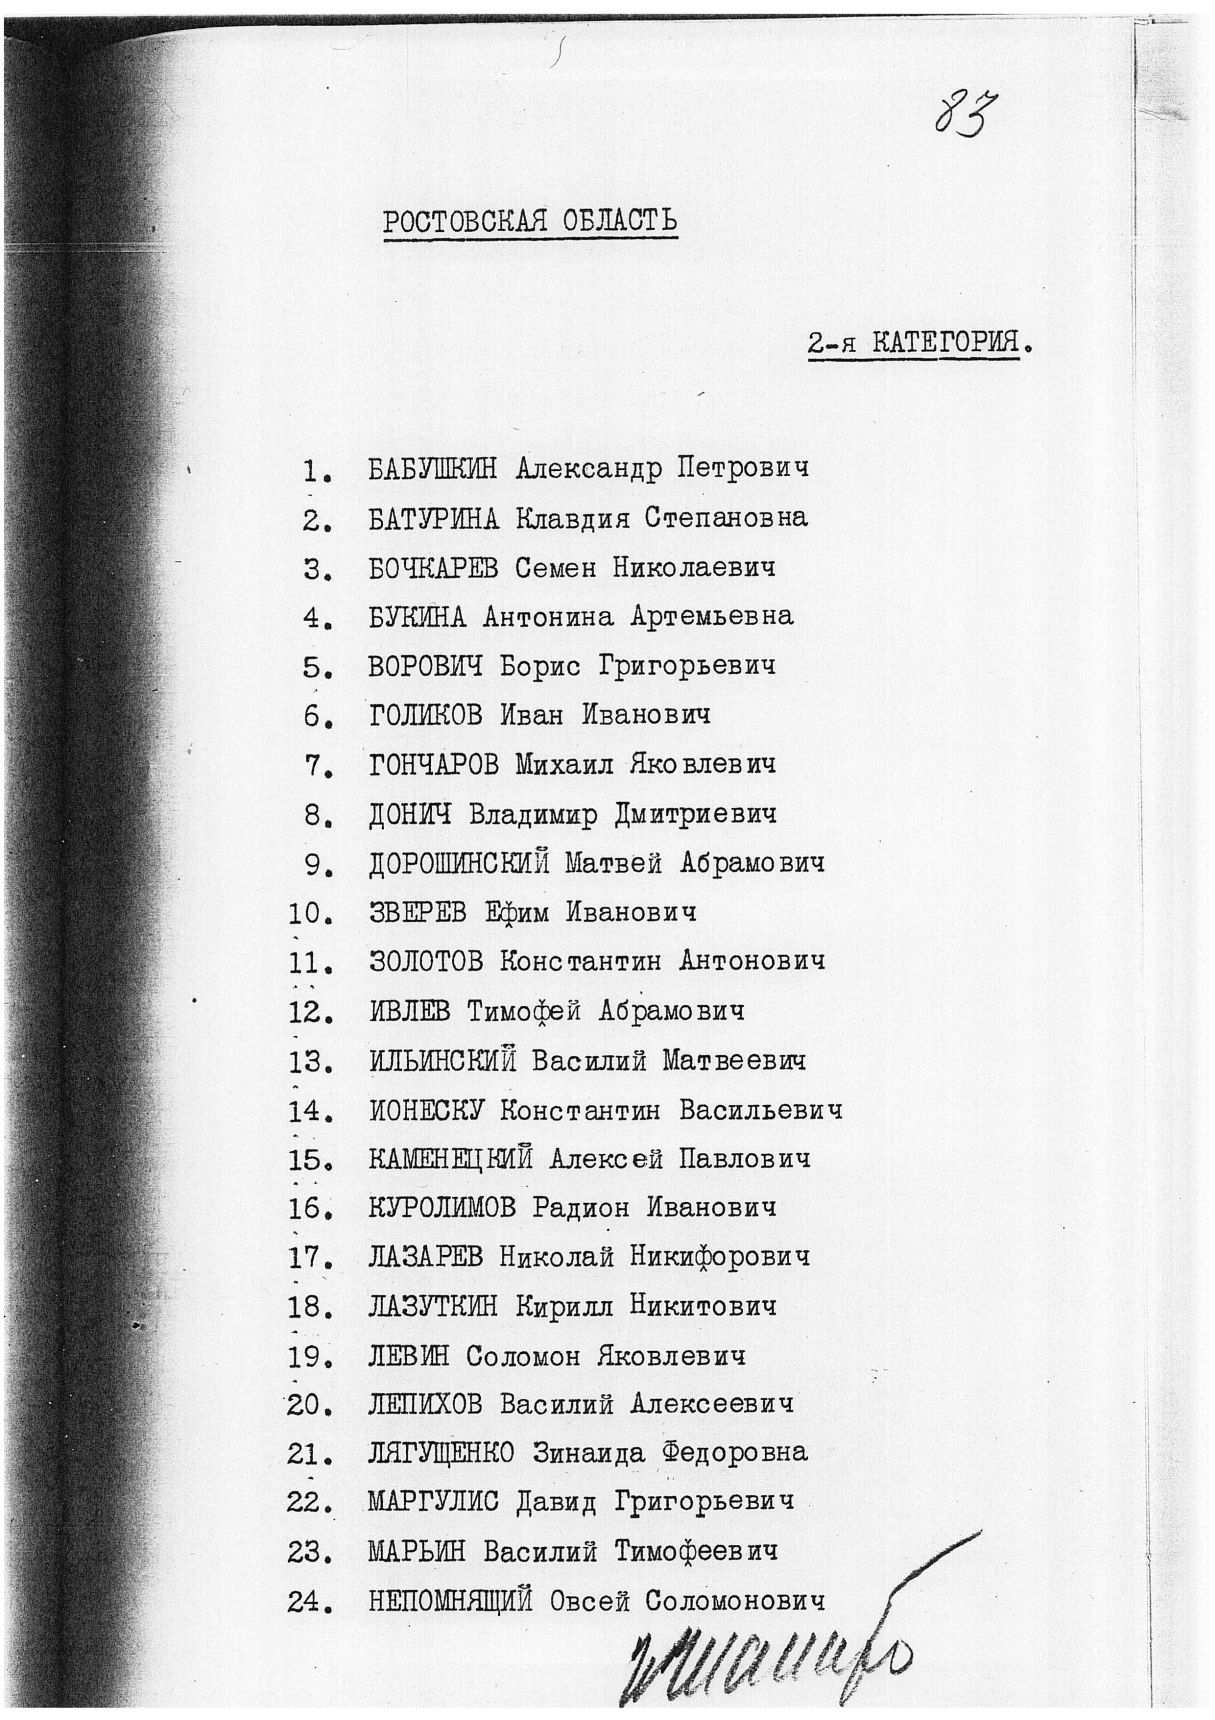 83
РОСТОВСКАЯ ОБЛАСТЬ
2-я КАТЕГОРИЯ.
1. БАБУШКИН Александр Петрович
2. БАТУРИНА Клавдия Степановна
3. БОЧКАРЕВ Семен Николаевич
4. БУКИНА Антонина Артемьевна
5. ВОРОВИЧ Борис Григорьевич
6. ГОЛИКОВ Иван Иванович
7. ГОНЧАРОВ Михаил Яковлевич
8. ДОНИЧ Владимир Дмитриевич
9. ДОРОШИНСКИЙ Матвей Абрамович
10. ЗВЕРЕВ Ефим Иванович
11. ЗОЛОТОВ Константин Антонович
12. ИВЛЕВ Тимофей Абрамович
13. ИЛЬИНСКИЙ Василий Матвеевич
14. ИОНЕСКУ Константин Васильевич
15. КАМЕНЕЦКИЙ Алексей Павлович
16. КУРОЛИМОВ Радион Иванович
17. ЛАЗАРЕВ Николай Никифорович
18. ЛАЗУТКИН Кирилл Никитович
19. ЛЕВИН Соломон Яковлевич
20. ЛЕПИХОВ Василий Алексеевич
21. ЛЯГУЩЕНКО Зинаида Федоровна
22. МАРГУЛИС Давид Григорьевич
23. МАРЬИН Василий Тимофеевич
24. НЕПОМНЯЩИЙ Овсей Соломонович